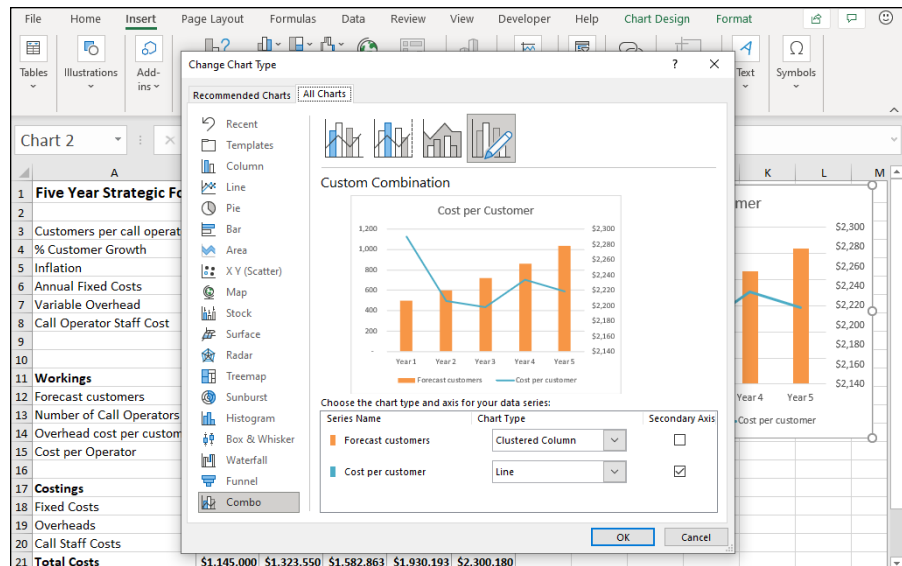 File Home Insert Page Layout Formulas Data Review View Developer Help Chart Design Format
Tables Illustrations Add-ins Text Symbols
Change Chart Type ?
Recommended Charts All Charts
Chart 2
Recent
Templates
Column
Line
Pie
Bar
Area
X Y (Scatter)
Map
Stock
Surface
Radar
Treemap
Sunburst
Histogram
Box & Whisker
Waterfall
Funnel
Combo
Custom Combination
Cost per Customer
1,200
1,000
800
600
400
200
-
$2,300
$2,280
$2,260
$2,240
$2,220
$2,200
$2,180
$2,160
$2,140
Year 1 Year 2 Year 3 Year 4 Year 5
Forecast customers Cost per customer
Choose the chart type and axis for your data series:
Series Name Chart Type Secondary Axis
Forecast customers Clustered Column
Cost per customer Line
OK Cancel
A K L M
1 Five Year Strategic Fo
2
3 Customers per call operat
4 % Customer Growth
5 Inflation
6 Annual Fixed Costs
7 Variable Overhead
8 Call Operator Staff Cost
9
10
11 Workings
12 Forecast customers
13 Number of Call Operators
14 Overhead cost per custom
15 Cost per Operator
16
17 Costings
18 Fixed Costs
19 Overheads
20 Call Staff Costs
21 Total Costs $1,145,000 $1,323,550 $1,582,863 $1,930,193 $2,300,180
mer
$2,300
$2,280
$2,260
$2,240
$2,220
$2,200
$2,180
$2,160
$2,140
Year 4 Year 5
Cost per customer